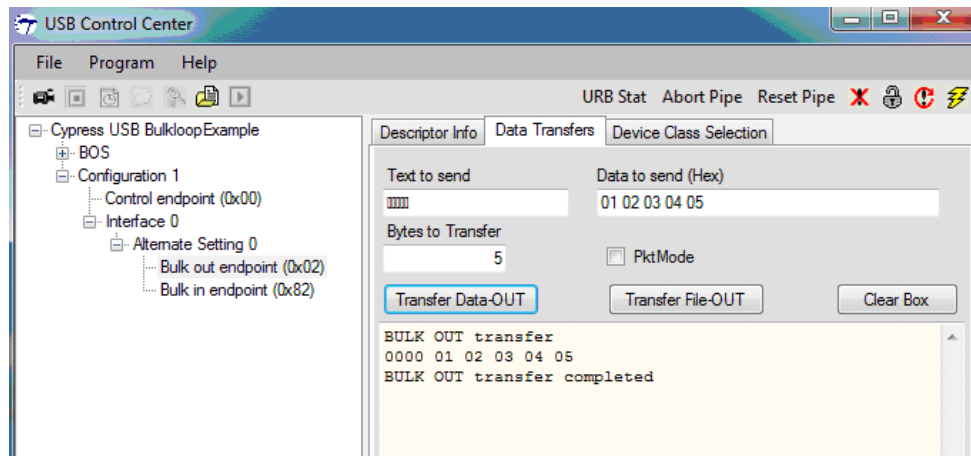 USB Control Center
File Program Help
URB Stat Abort Pipe Reset Pipe
Cypress USB BulkloopExample
BOS
Configuration 1
Control endpoint (0x00)
Interface 0
Alternate Setting 0
Bulk out endpoint (0x02)
Bulk in endpoint (0x82)
Descriptor Info Data Transfers Device Class Selection
Text to send Data to send (Hex)
01 02 03 04 05
Bytes to Transfer
5 PktMode
Transfer Data-OUT Transfer File-OUT Clear Box
BULK OUT transfer
0000 01 02 03 04 05
BULK OUT transfer completed